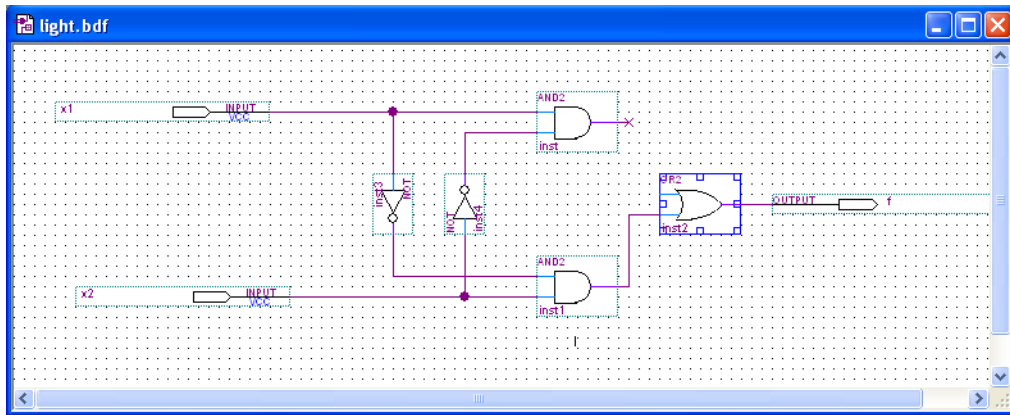 light.bdf
x1
INPUT
VCC
AND2
inst
inst3
NOT
NOT
inst4
OR2
inst2
OUTPUT
f
x2
INPUT
VCC
AND2
inst1